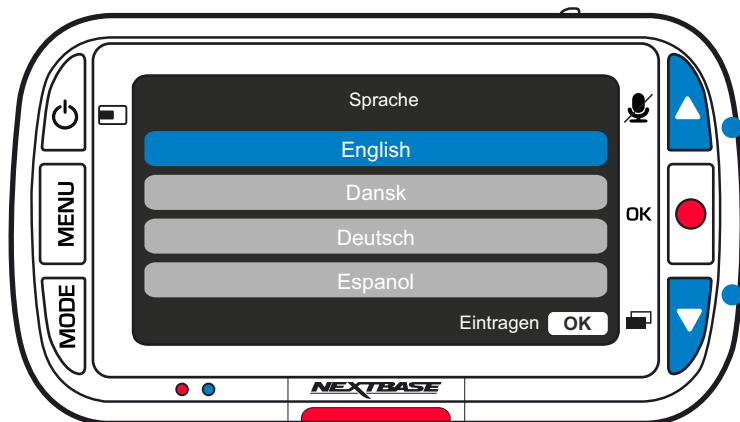 Sprache
English
Dansk
Deutsch
Espanol
Eintragen OK
MENU
MODE
OK
NEXTBASE